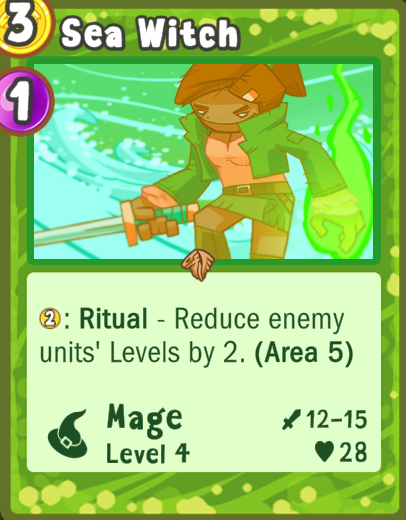 3
Sea Witch
1
2: Ritual - Reduce enemy
units' Levels by 2. (Area 5)
Mage
12-15
Level 4
28